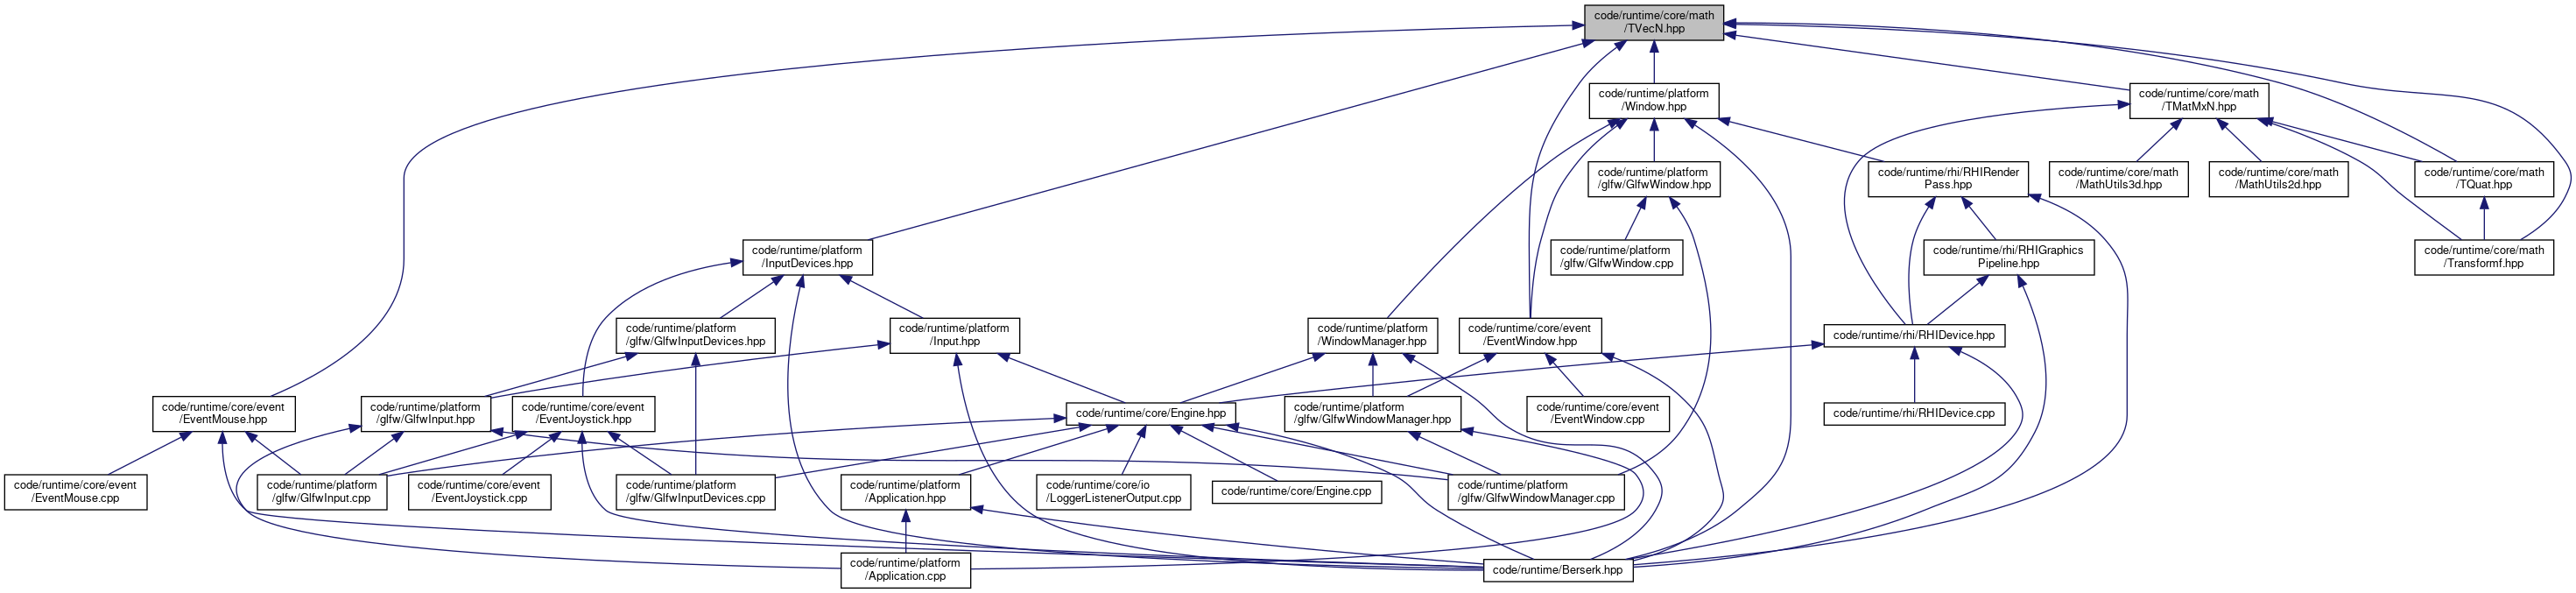 code/runtime/core/math
/TVecN.hpp
code/runtime/platform
/Window.hpp
code/runtime/core/math
/TMatMxN.hpp
code/runtime/platform
/glfw/GlfwWindow.hpp
code/runtime/rhi/RHIRender
Pass.hpp
code/runtime/core/math
/MathUtils3d.hpp
code/runtime/core/math
/MathUtils2d.hpp
code/runtime/core/math
/TQuat.hpp
code/runtime/platform
/InputDevices.hpp
code/runtime/platform
/glfw/GlfwWindow.cpp
code/runtime/rhi/RHIGraphics
Pipeline.hpp
code/runtime/core/math
/Transformf.hpp
code/runtime/platform
/glfw/GlfwInputDevices.hpp
code/runtime/platform
/Input.hpp
code/runtime/platform
/WindowManager.hpp
code/runtime/core/event
/EventWindow.hpp
code/runtime/rhi/RHIDevice.hpp
code/runtime/core/event
/EventMouse.hpp
code/runtime/platform
/glfw/GlfwInput.hpp
code/runtime/core/event
/EventJoystick.hpp
code/runtime/core/Engine.hpp
code/runtime/platform
/glfw/GlfwWindowManager.hpp
code/runtime/core/event
/EventWindow.cpp
code/runtime/rhi/RHIDevice.cpp
code/runtime/core/event
/EventMouse.cpp
code/runtime/platform
/glfw/GlfwInput.cpp
code/runtime/core/event
/EventJoystick.cpp
code/runtime/platform
/glfw/GlfwInputDevices.cpp
code/runtime/platform
/Application.hpp
code/runtime/core/io
/LoggerListenerOutput.cpp
code/runtime/core/Engine.cpp
code/runtime/platform
/glfw/GlfwWindowManager.cpp
code/runtime/platform
/Application.cpp
code/runtime/Berserk.hpp